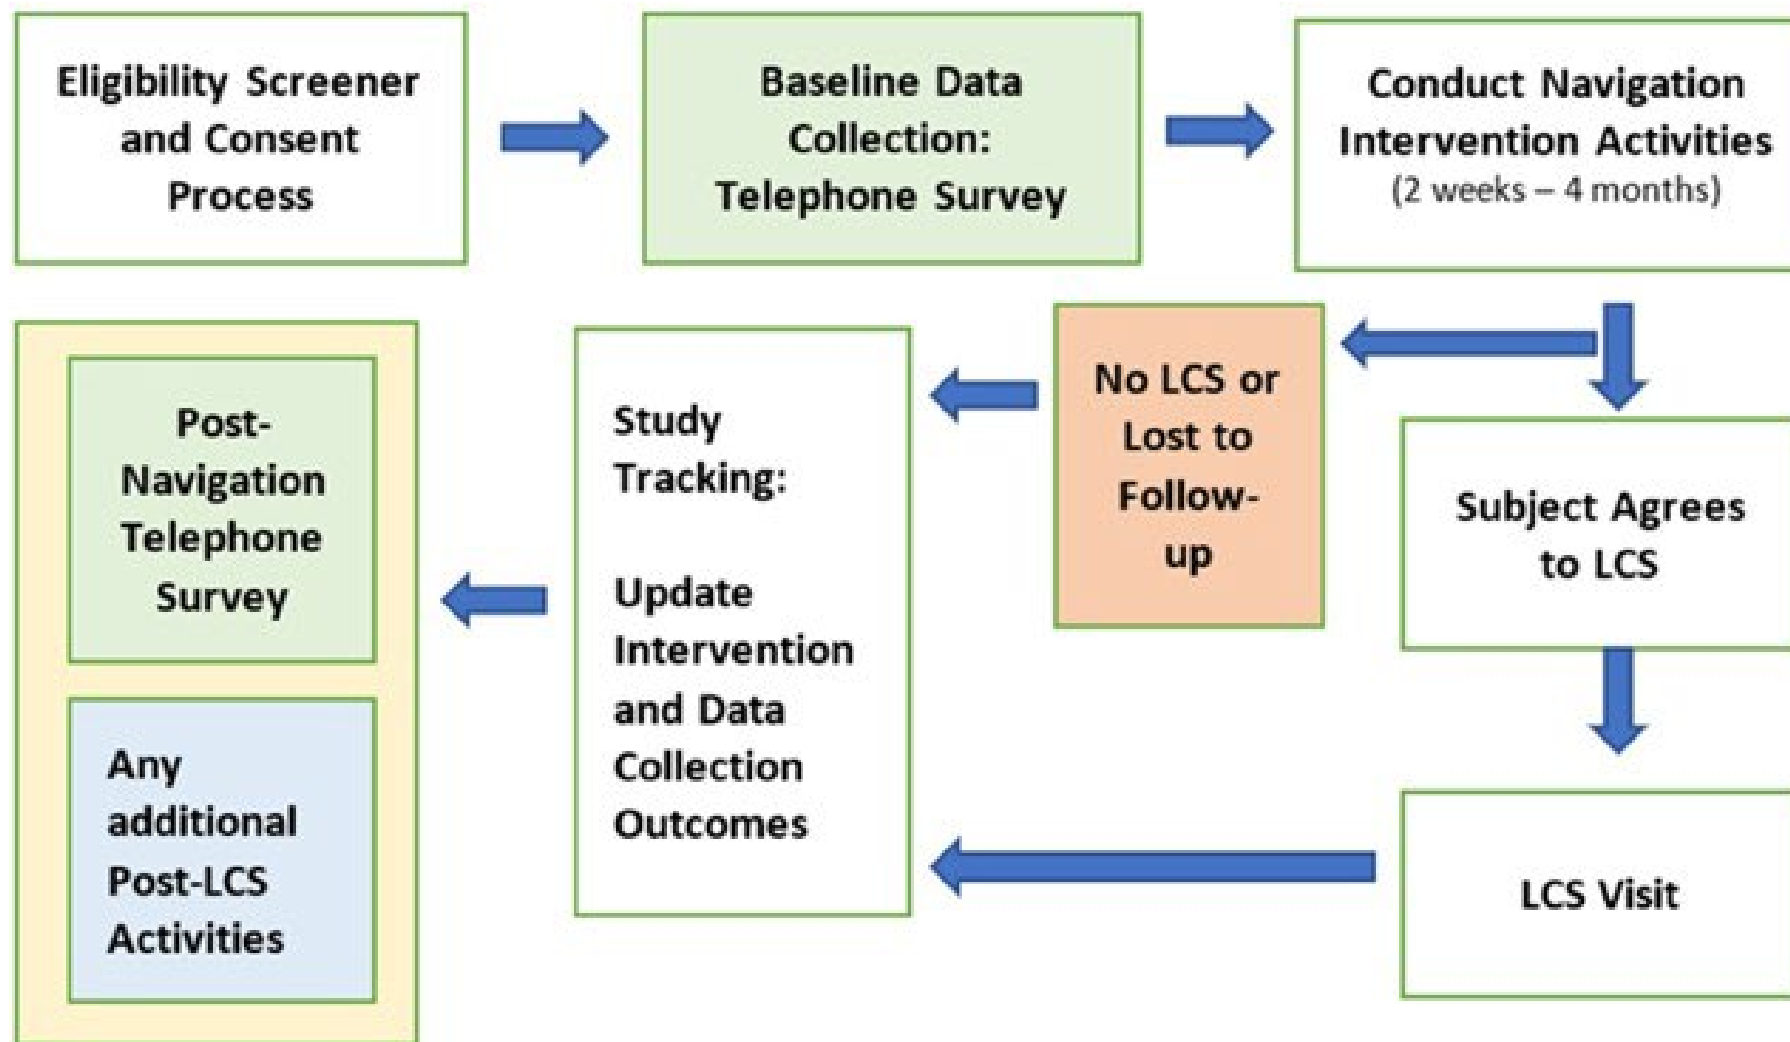 Eligibility Screener
and Consent
Process
Baseline Data
Collection:
Telephone Survey
Conduct Navigation
Intervention Activities
(2 weeks – 4 months)
No LCS or
Lost to
Follow-
up
Subject Agrees
to LCS
LCS Visit
Study
Tracking:
Update
Intervention
and Data
Collection
Outcomes
Post-
Navigation
Telephone
Survey
Any
additional
Post-LCS
Activities